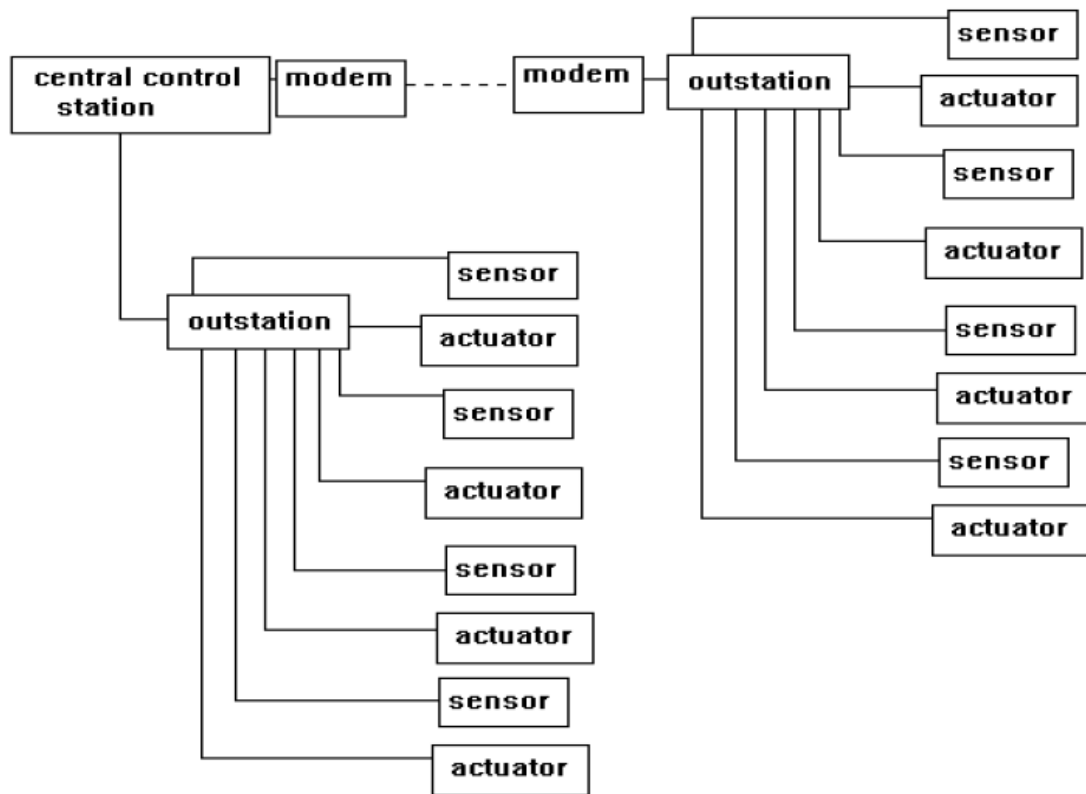 central control
station
modem
modem
outstation
sensor
actuator
sensor
actuator
sensor
actuator
sensor
actuator
outstation
sensor
actuator
sensor
actuator
sensor
actuator
sensor
actuator